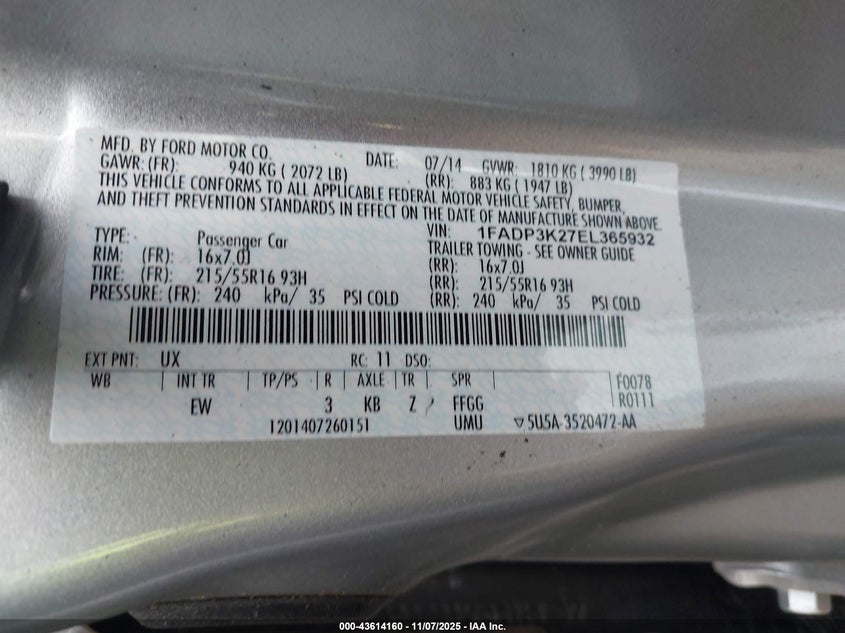 MFD. BY FORD MOTOR CO. DATE: 07/14 GVWR: 1810 KG ( 3990 LB)
GAWR: (FR): 940 KG ( 2072 LB) (RR): 883 KG ( 1947 LB)
THIS VEHICLE CONFORMS TO ALL APPLICABLE FEDERAL MOTOR VEHICLE SAFETY, BUMPER,
AND THEFT PREVENTION STANDARDS IN EFFECT ON THE DATE OF MANUFACTURE SHOWN ABOVE.
VIN: 1FADP3K27EL365932
TYPE: Passenger Car TRAILER TOWING - SEE OWNER GUIDE
RIM: (FR): 16x7.0J (RR): 16x7.0J
TIRE: (FR): 215/55R16 93H (RR): 215/55R16 93H
PRESSURE: (FR): 240 kPa/ 35 PSI COLD (RR): 240 kPa/ 35 PSI COLD
EXT PNT: UX RC: 11 DSO:
WB | INT TR | TP/PS | R | AXLE | TR | SPR | F0078
EW 3 KB Z FFGG R0111
1201407260151 UMU ▽5U5A-3520472-AA
000-43614160 - 11/07/2025 - IAA Inc.